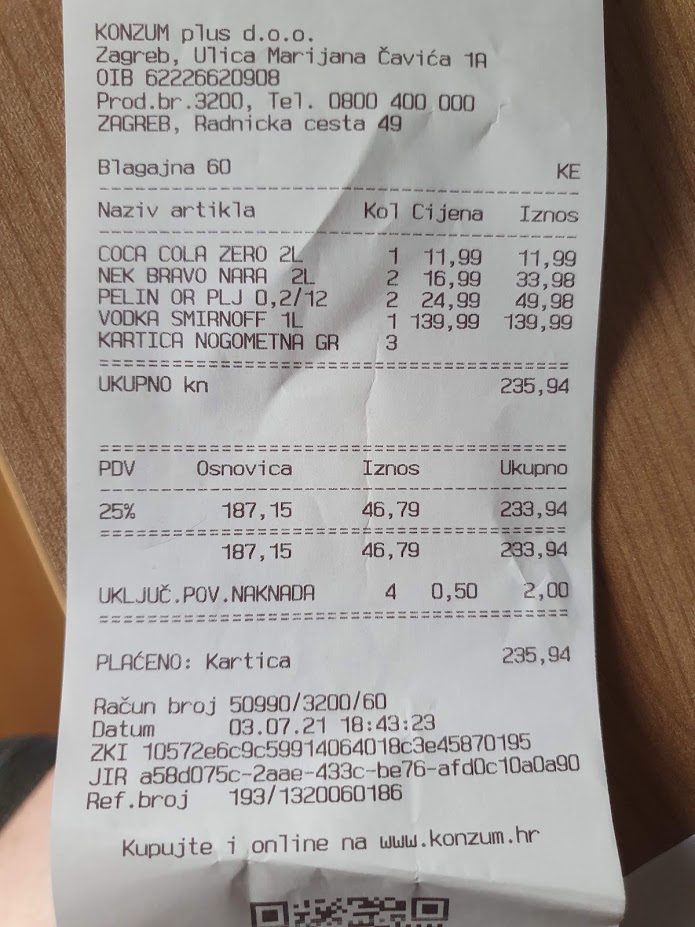 KONZUM plus d.o.o.
Zagreb, Ulica Marijana Čavića 1A
OIB 62226620908
Prod.br.3200, Tel. 0800 400 000
ZAGREB, Radnicka cesta 49
Blagajna 60 KE
Naziv artikla Kol Cijena Iznos
COCA COLA ZERO 2L 1 11,99 11,99
NEK BRAVO NARA 2L 2 16,99 33,98
PELIN OR PLJ 0,2/12 2 24,99 49,98
VODKA SMIRNOFF 1L 1 139,99 139,99
KARTICA NOGOMETNA GR 3
UKUPNO kn 235,94
PDV Osnovica Iznos Ukupno
25% 187,15 46,79 233,94
187,15 46,79 233,94
UKLJUČ.POV.NAKNADA 4 0,50 2,00
PLAĆENO: Kartica 235,94
Račun broj 50990/3200/60
Datum 03.07.21 18:43:23
ZKI 10572e6c9c59914064018c3e45870195
JIR a58d075c-2aae-433c-be76-afd0c10a0a90
Ref.broj 193/1320060186
Kupujte i online na www.konzum.hr